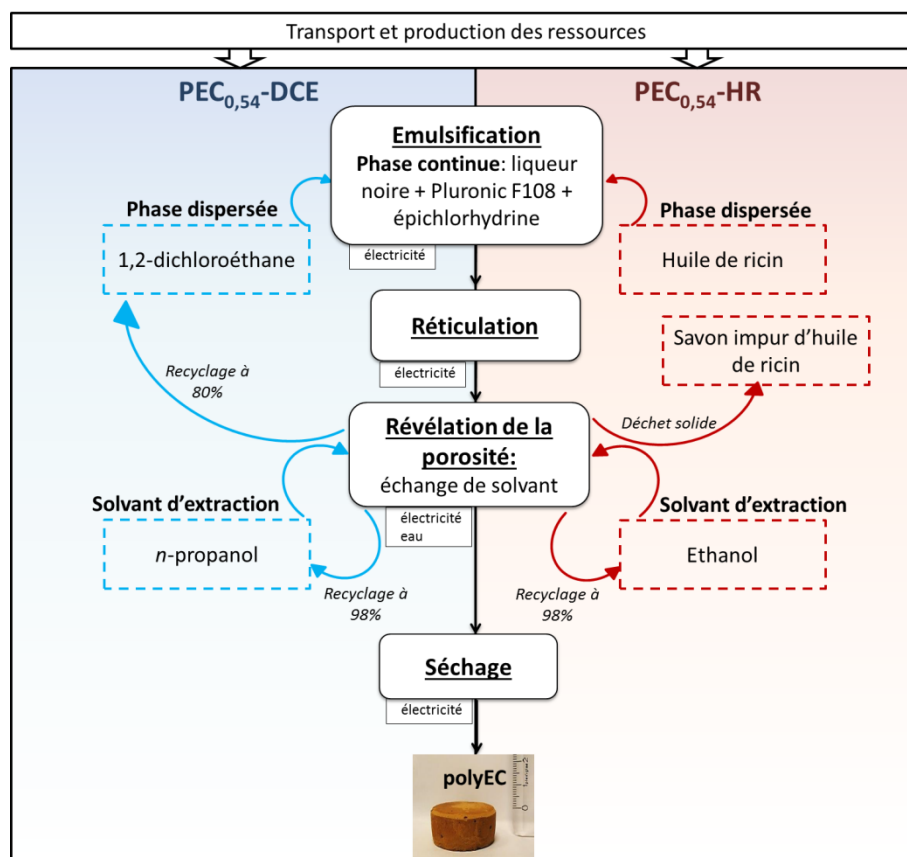 Transport et production des ressources
PEC0,54-DCE
PEC0,54-HR
Emulsification
Phase continue: liqueur
noire + Pluronic F108 +
épichlorhydrine
électricité
Phase dispersée
1,2-dichloroéthane
Phase dispersée
Huile de ricin
Réticulation
électricité
Savon impur d’huile
de ricin
Recyclage à
80%
Déchet solide
Révélation de la
porosité:
échange de solvant
électricité
eau
Solvant d’extraction
n-propanol
Recyclage à
98%
Solvant d’extraction
Ethanol
Recyclage à
98%
Séchage
électricité
polyEC